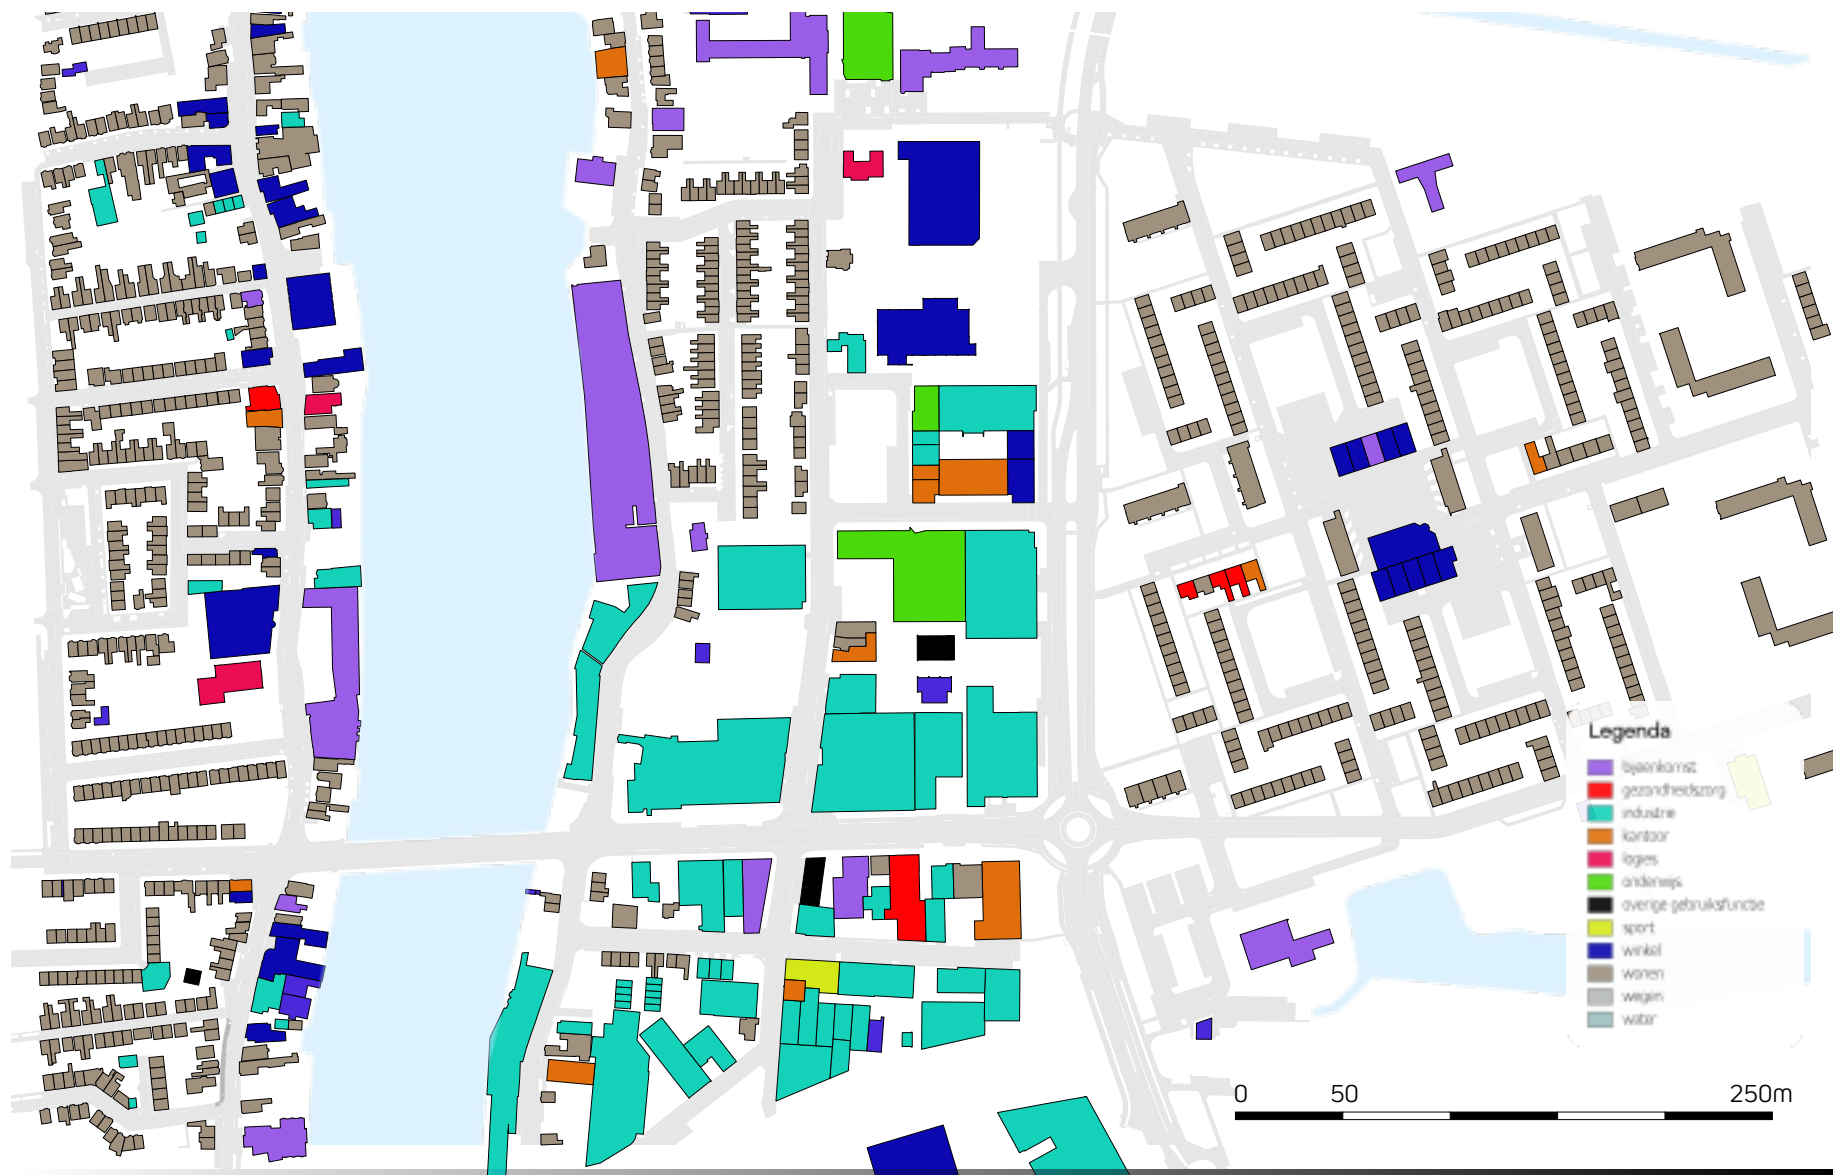 Legenda
bijeenkomst
gezondheidszorg
industrie
kantoor
logies
onderwijs
overige gebruiksfunctie
sport
winkel
wonen
wegen
water
0 50 250m